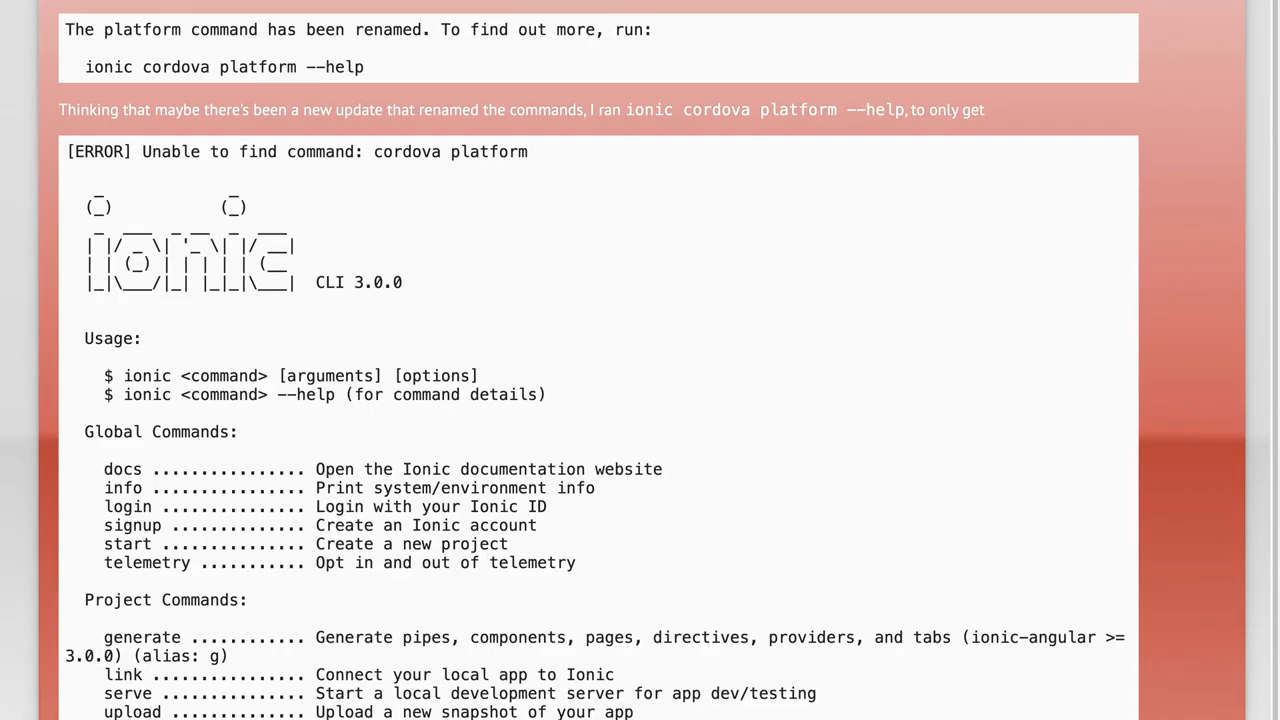 The platform command has been renamed. To find out more, run:
ionic cordova platform --help
Thinking that maybe there's been a new update that renamed the commands, I ran ionic cordova platform --help, to only get
[ERROR] Unable to find command: cordova platform
ionic CLI 3.0.0
Usage:
$ ionic <command> [arguments] [options]
$ ionic <command> --help (for command details)
Global Commands:
docs ................ Open the Ionic documentation website
info ................ Print system/environment info
login ............... Login with your Ionic ID
signup .............. Create an Ionic account
start ............... Create a new project
telemetry ........... Opt in and out of telemetry
Project Commands:
generate ............ Generate pipes, components, pages, directives, providers, and tabs (ionic-angular >=
3.0.0) (alias: g)
link ................ Connect your local app to Ionic
serve ............... Start a local development server for app dev/testing
upload .............. Upload a new snapshot of your app